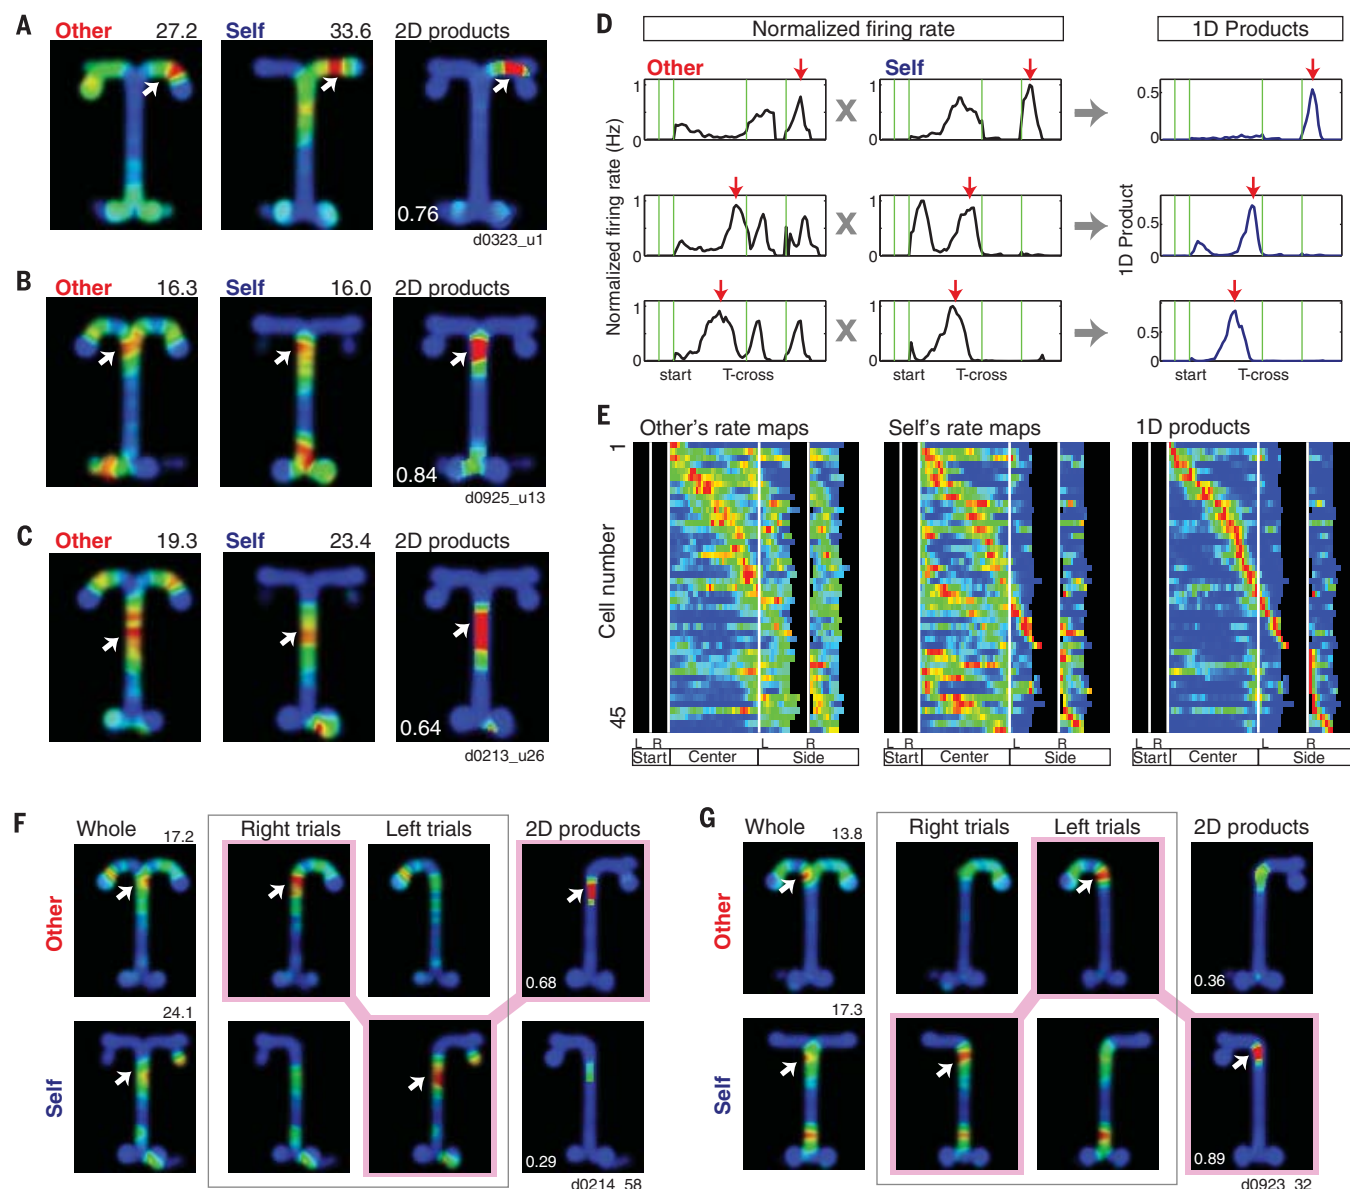 A
Other 27.2
Self 33.6
2D products
0.76
d0323_u1
B
Other 16.3
Self 16.0
2D products
0.84
d0925_u13
C
Other 19.3
Self 23.4
2D products
0.64
d0213_u26
D
Normalized firing rate
1D Products
Other
Self
Normalized firing rate (Hz)
1D Product
1
0
1
0
0.5
0
X
1
0
1
0
0.5
0
X
1
0
1
0
0.5
0
X
start T-cross
start T-cross
start T-cross
E
Other's rate maps
Self's rate maps
1D products
Cell number
1
45
L R L R
Start Center Side
L R L R
Start Center Side
L R L R
Start Center Side
F
Whole
Right trials
Left trials
2D products
17.2
Other
0.68
24.1
Self
0.29
d0214_58
G
Whole
Right trials
Left trials
2D products
13.8
Other
0.36
17.3
Self
0.89
d0923_32